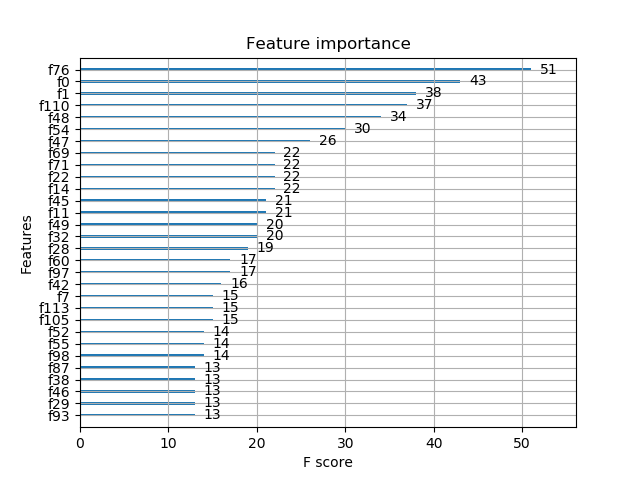 Feature importance
f76 51
f0 43
f1 38
f110 37
f48 34
f54 30
f47 26
f69 22
f71 22
f22 22
f14 22
f45 21
f11 21
f49 20
f32 20
f28 19
f60 17
f97 17
f42 16
f7 15
f113 15
f105 15
f52 14
f55 14
f98 14
f87 13
f38 13
f46 13
f29 13
f93 13
Features
0 10 20 30 40 50
F score